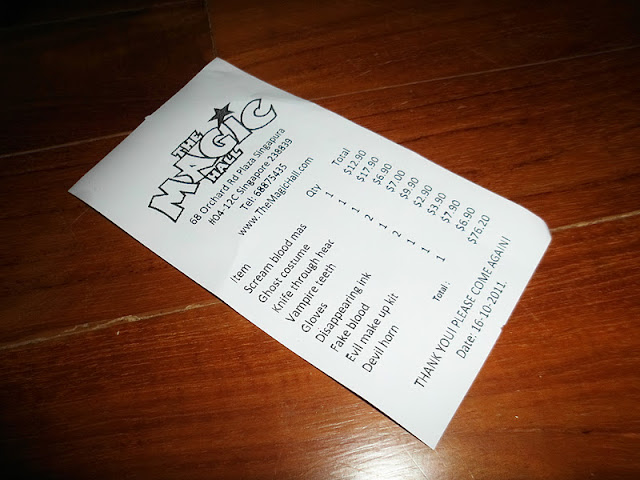 THE
MAGIC
HALL
68 Orchard Rd Plaza Singapura
#04-12C Singapore 238839
Tel: 68875435
www.TheMagicHall.com
Item Qty Total
Scream blood mas 1 $12.90
Ghost costume 1 $17.90
Knife through heac 1 $6.90
Vampire teeth 2 $7.00
Gloves 1 $9.90
Disappearing ink 2 $2.90
Fake blood 1 $3.90
Evil make up kit 1 $7.90
Devil horn 1 $6.90
Total : $76.20
THANK YOU! PLEASE COME AGAIN!
Date: 16-10-2011.